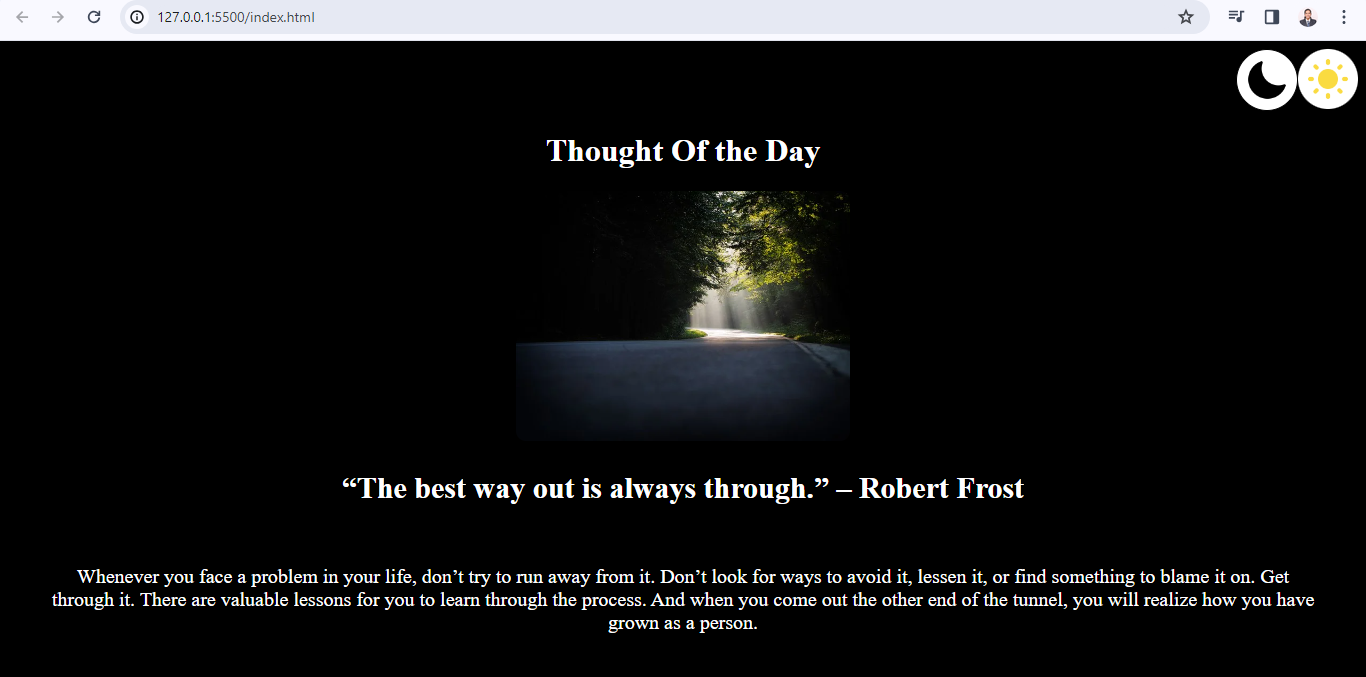 127.0.0.1:5500/index.html
Thought Of the Day
“The best way out is always through.” – Robert Frost
Whenever you face a problem in your life, don’t try to run away from it. Don’t look for ways to avoid it, lessen it, or find something to blame it on. Get
through it. There are valuable lessons for you to learn through the process. And when you come out the other end of the tunnel, you will realize how you have
grown as a person.